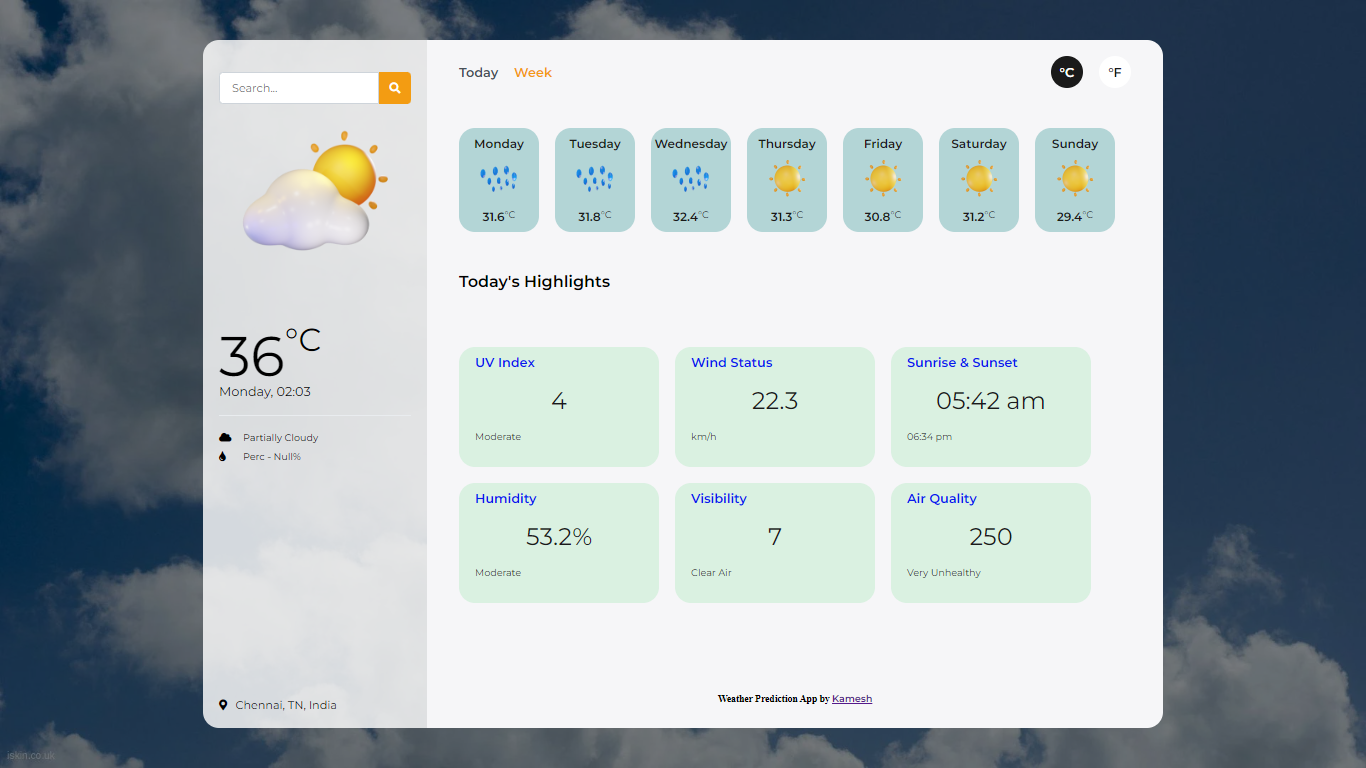 Search...
36°C
Monday, 02:03
Partially Cloudy
Perc - Null%
Chennai, TN, India
Today Week
°C °F
Monday Tuesday Wednesday Thursday Friday Saturday Sunday
31.6°C 31.8°C 32.4°C 31.3°C 30.8°C 31.2°C 29.4°C
Today's Highlights
UV Index
4
Moderate
Wind Status
22.3
km/h
Sunrise & Sunset
05:42 am
06:34 pm
Humidity
53.2%
Moderate
Visibility
7
Clear Air
Air Quality
250
Very Unhealthy
Weather Prediction App by Kamesh
iskin.co.uk